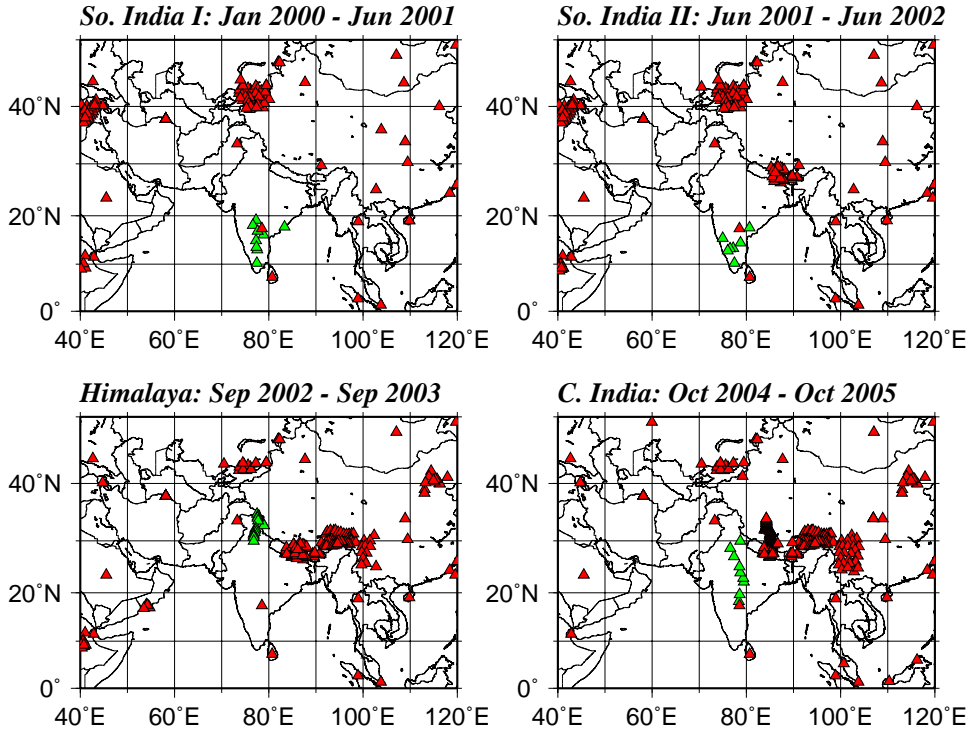 So. India I: Jan 2000 - Jun 2001
So. India II: Jun 2001 - Jun 2002
40°N
20°N
0°
40°E 60°E 80°E 100°E 120°E
40°N
20°N
0°
40°E 60°E 80°E 100°E 120°E
Himalaya: Sep 2002 - Sep 2003
C. India: Oct 2004 - Oct 2005
40°N
20°N
0°
40°E 60°E 80°E 100°E 120°E
40°N
20°N
0°
40°E 60°E 80°E 100°E 120°E